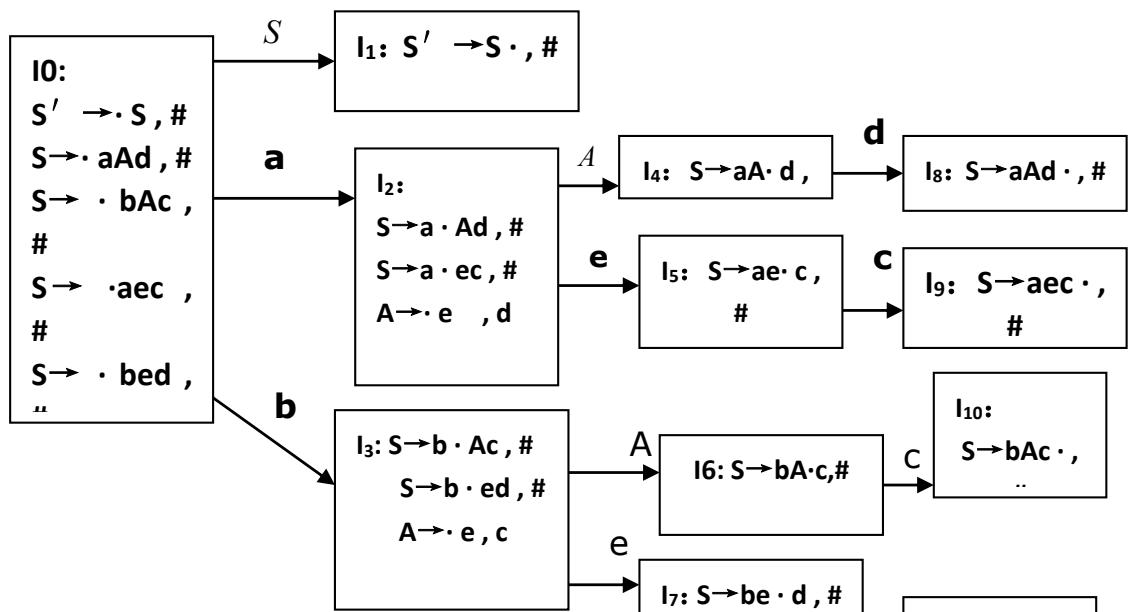 I0:
S′ →· S , #
S→· aAd , #
S→ · bAc ,
#
S→ ·aec ,
#
S→ · bed ,
S
I₁: S′ →S · , #
a
I₂:
S→a · Ad , #
S→a · ec , #
A→· e , d
A
I₄: S→aA· d ,
d
I₈: S→aAd · , #
e
I₅: S→ae· c ,
#
c
I₉: S→aec · ,
#
b
I₃: S→b · Ac , #
S→b · ed , #
A→· e , c
A
I6: S→bA·c,#
c
I₁₀:
S→bAc · ,
e
I₇: S→be · d , #